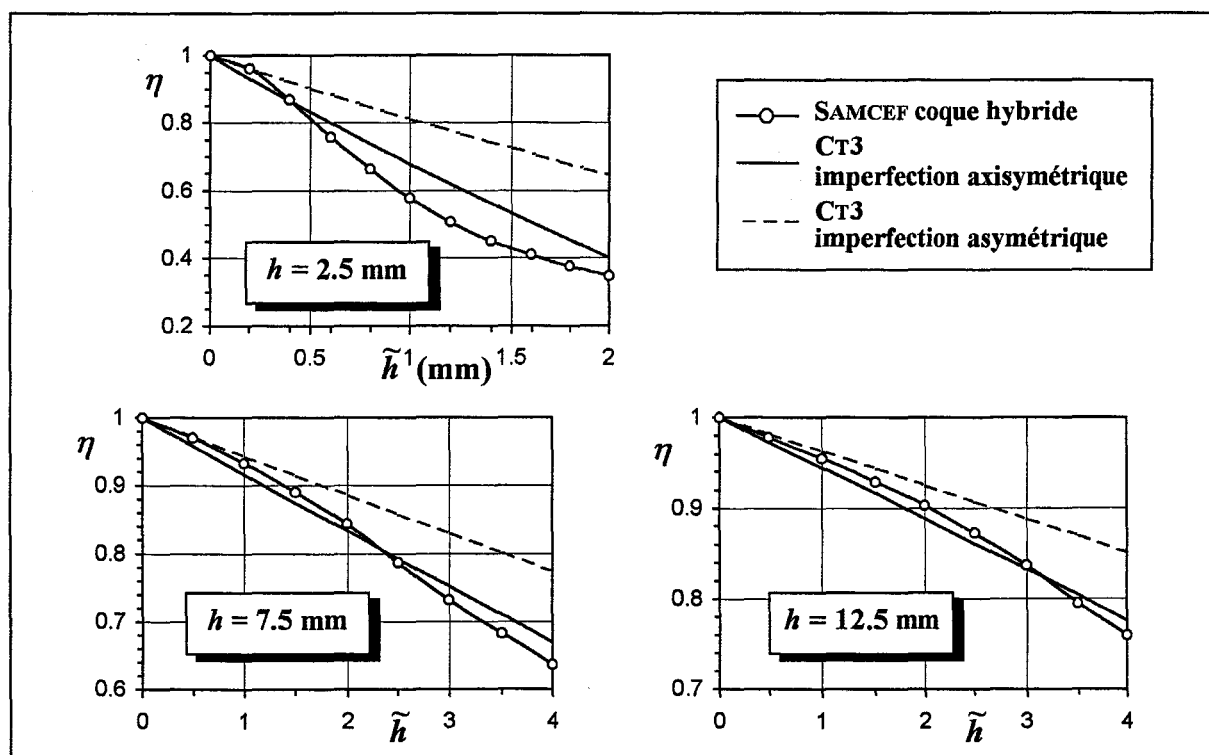 η
1
0.8
0.6
0.4
0.2
h = 2.5 mm
0
0.5
1
1.5
2
h̃ (mm)
SAMCEF coque hybride
CT3
imperfection axisymétrique
CT3
imperfection asymétrique
η
1
0.9
0.8
0.7
0.6
h = 7.5 mm
0
1
2
3
4
h̃
η
1
0.9
0.8
0.7
h = 12.5 mm
0
1
2
3
4
h̃